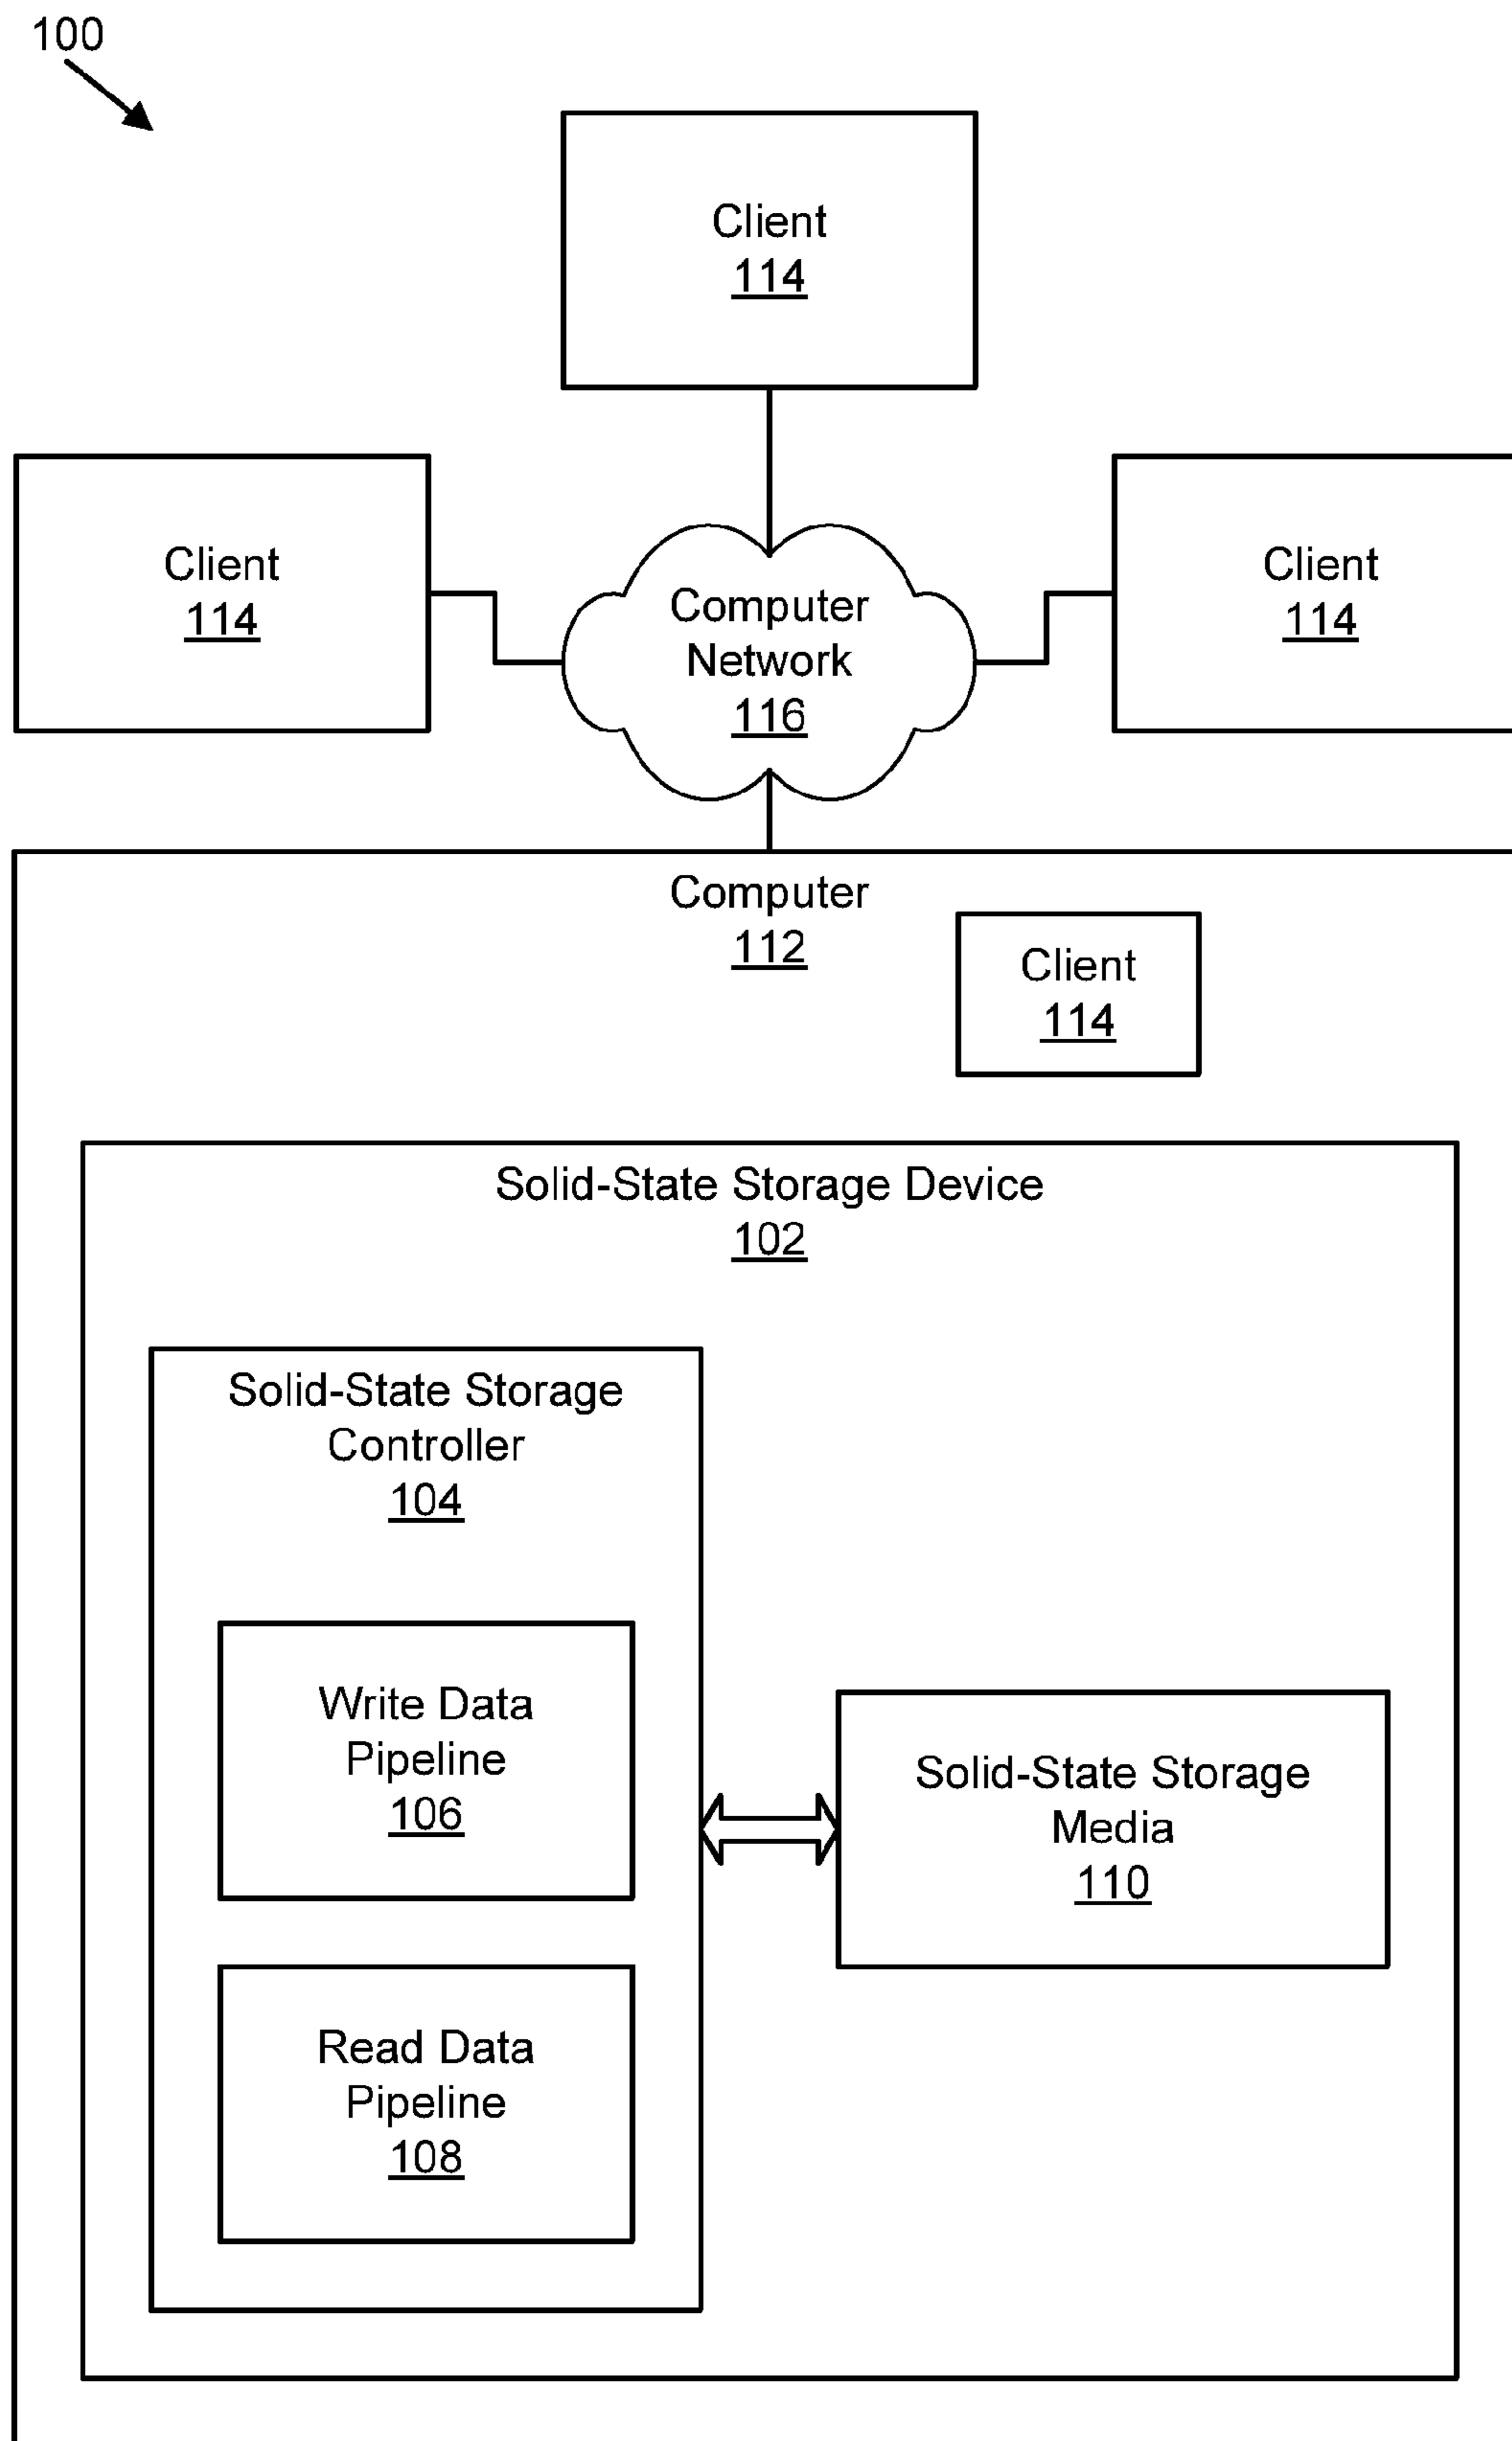 100
Client
114
Client
114
Client
114
Computer
Network
116
Computer
112
Client
114
Solid-State Storage Device
102
Solid-State Storage
Controller
104
Write Data
Pipeline
106
Solid-State Storage
Media
110
Read Data
Pipeline
108